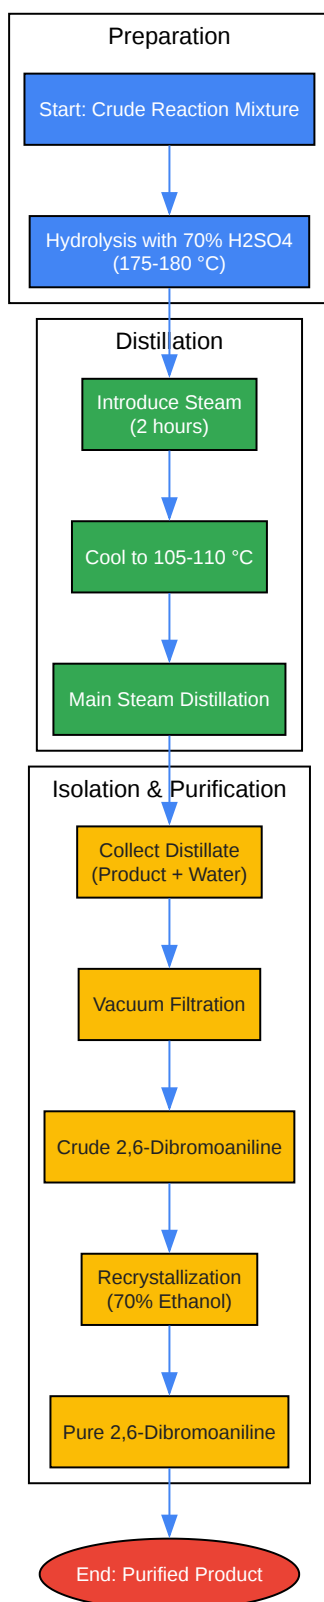 Preparation
Start: Crude Reaction Mixture
Hydrolysis with 70% H2SO4
(175-180 °C)
Distillation
Introduce Steam
(2 hours)
Cool to 105-110 °C
Main Steam Distillation
Isolation & Purification
Collect Distillate
(Product + Water)
Vacuum Filtration
Crude 2,6-Dibromoaniline
Recrystallization
(70% Ethanol)
Pure 2,6-Dibromoaniline
End: Purified Product